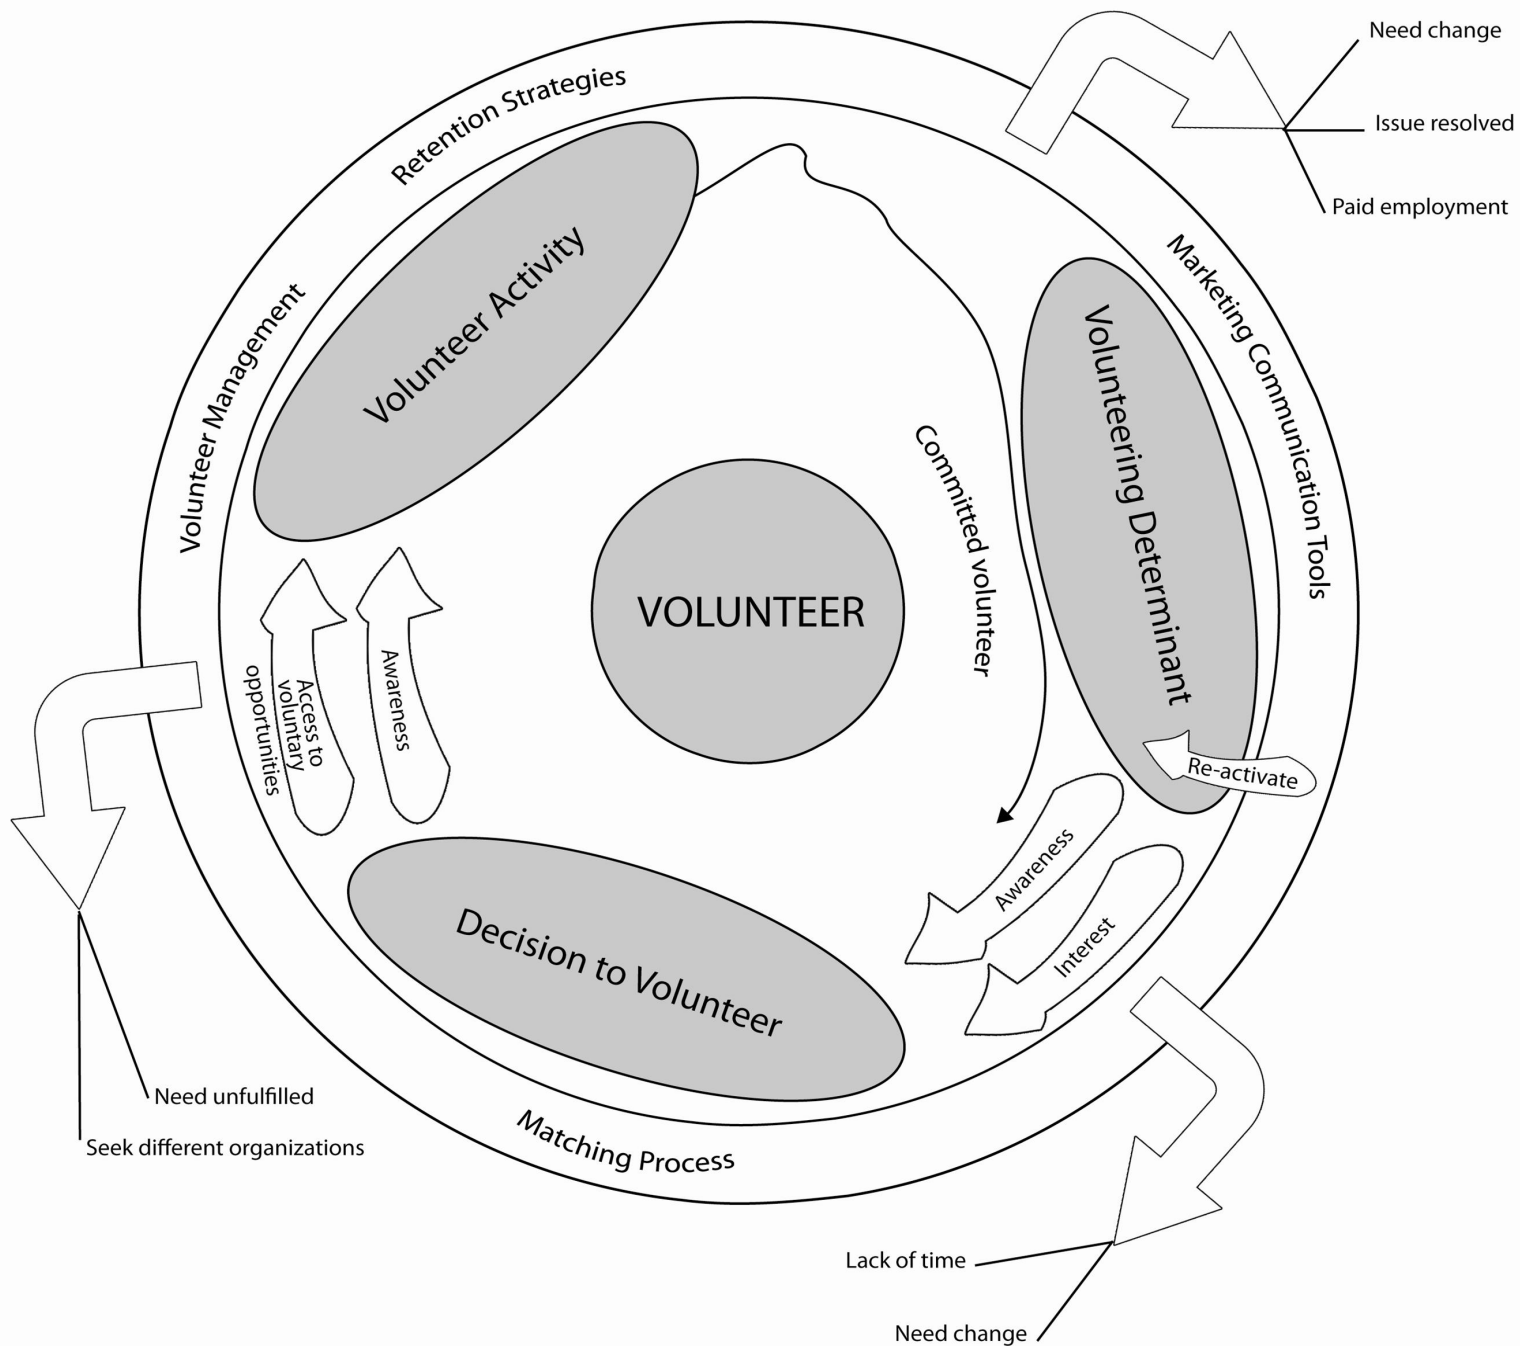 Need change
Issue resolved
Paid employment
Retention Strategies
Volunteer Management
Marketing Communication Tools
Volunteer Activity
Volunteering Determinant
Committed volunteer
VOLUNTEER
Access to
voluntary
opportunities
Awareness
Re-activate
Awareness
Interest
Decision to Volunteer
Matching Process
Need unfulfilled
Seek different organizations
Lack of time
Need change